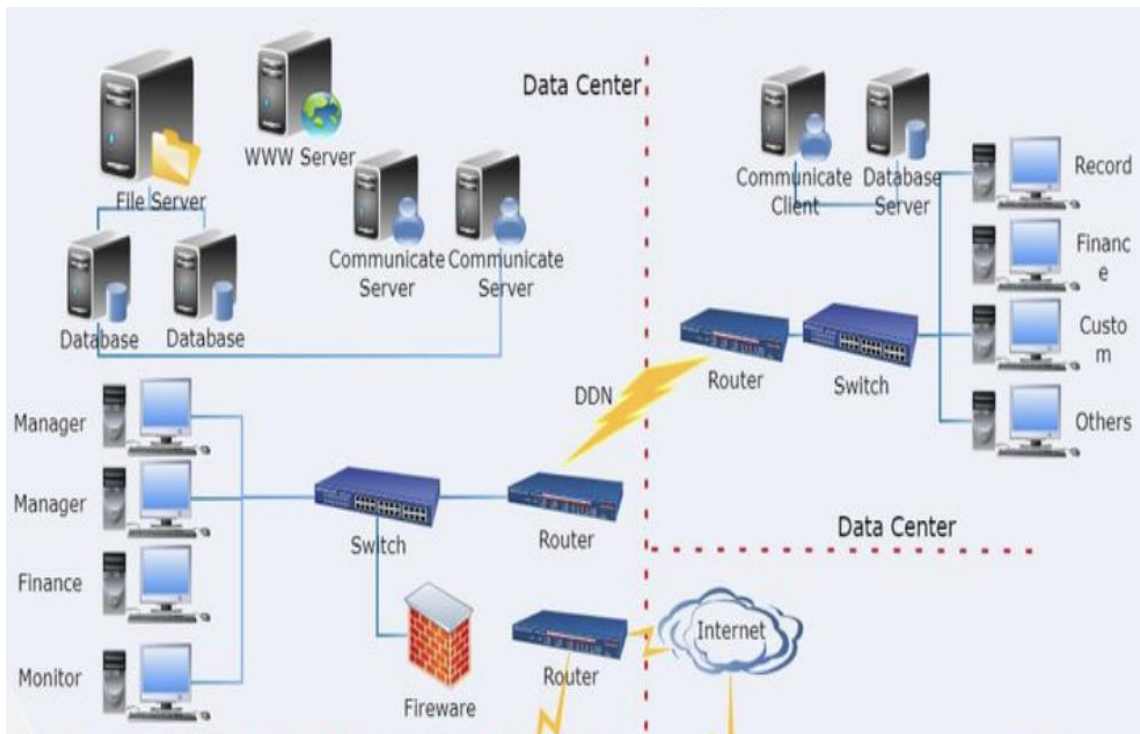 Data Center
WWW Server
File Server
Communicate
Server
Communicate
Server
Database
Database
Manager
Manager
Finance
Monitor
Switch
Router
Fireware
Router
DDN
Communicate
Client
Database
Server
Record
Financ
e
Custo
m
Others
Router
Switch
Data Center
Internet